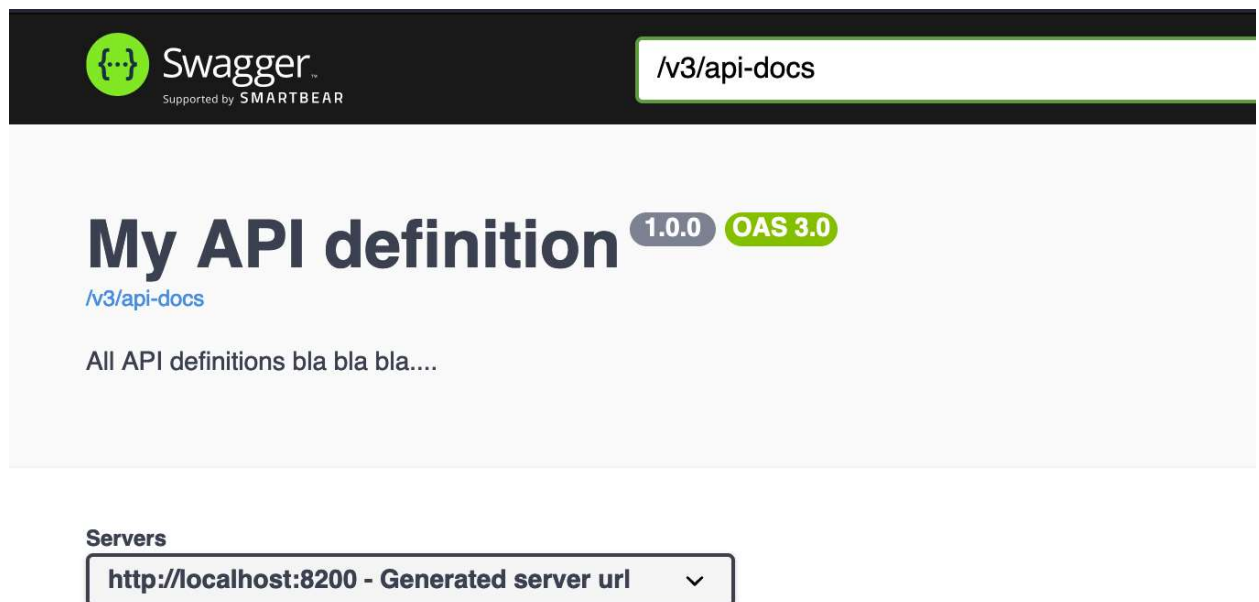 {···} Swagger™
Supported by SMARTBEAR
/v3/api-docs
My API definition 1.0.0 OAS 3.0
/v3/api-docs
All API definitions bla bla bla....
Servers
http://localhost:8200 - Generated server url